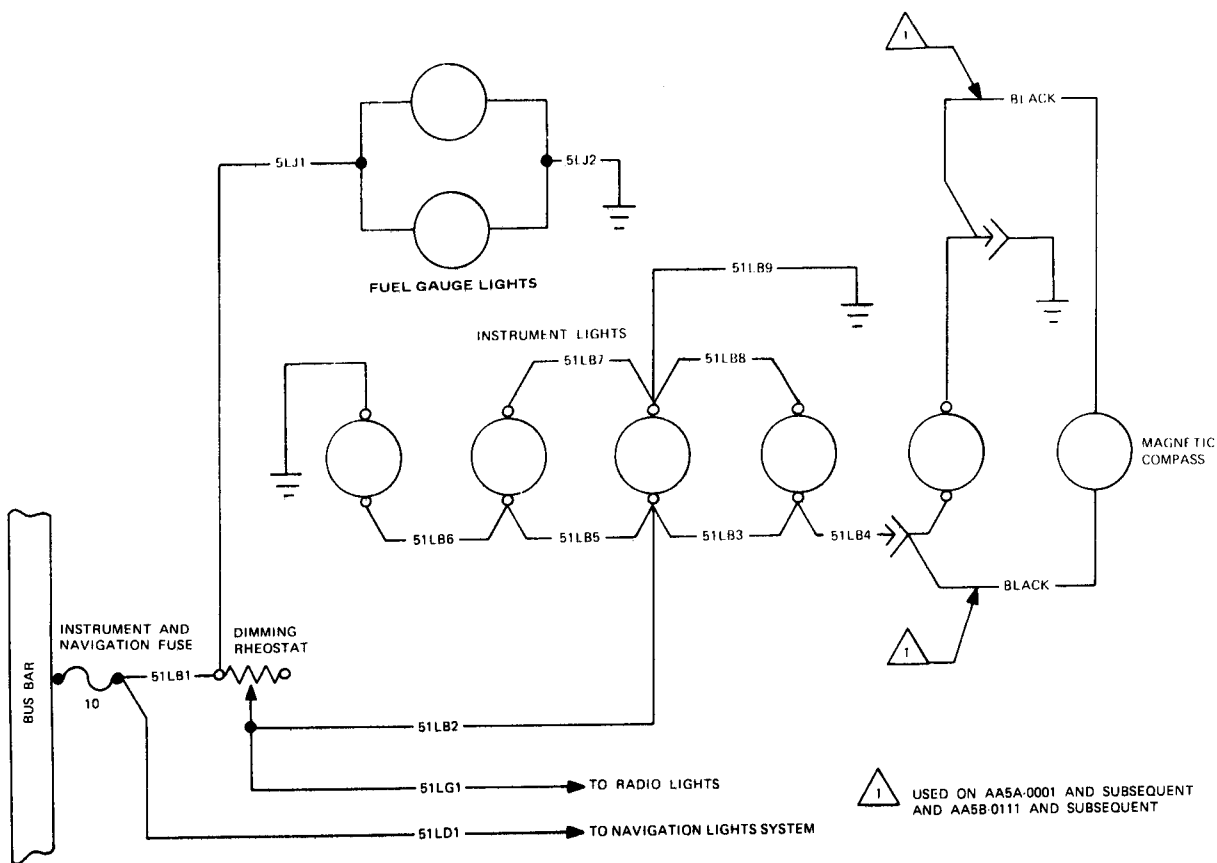 1
BLACK
5LJ1
5LJ2
FUEL GAUGE LIGHTS
51LB9
INSTRUMENT LIGHTS
51LB7
51LB8
MAGNETIC
COMPASS
51LB6
51LB5
51LB3
51LB4
BLACK
INSTRUMENT AND
NAVIGATION FUSE
DIMMING
RHEOSTAT
1
BUS BAR
51LB1
10
51LB2
51LG1
TO RADIO LIGHTS
1
USED ON AA5A-0001 AND SUBSEQUENT
AND AA5B-0111 AND SUBSEQUENT
51LD1
TO NAVIGATION LIGHTS SYSTEM